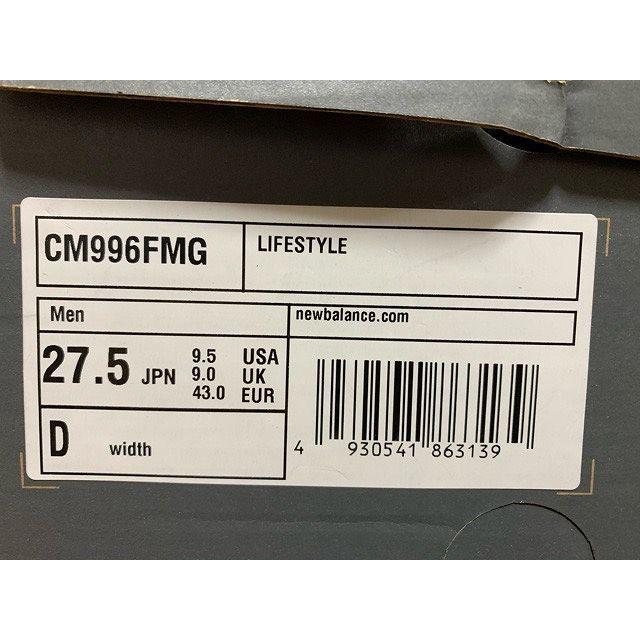 CM996FMG
LIFESTYLE
Men
newbalance.com
27.5 JPN
9.5 USA
9.0 UK
43.0 EUR
D width
4 930541 863139